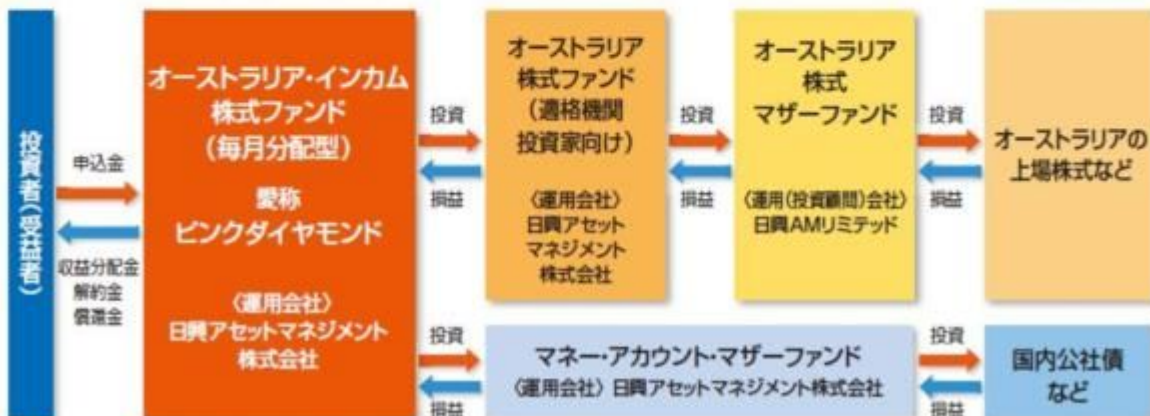 投資者(受益者)
申込金
収益分配金
解約金
償還金
オーストラリア・インカム
株式ファンド
(毎月分配型)
愛称
ピンクダイヤモンド
〈運用会社〉
日興アセットマネジメント
株式会社
投資
損益
オーストラリア
株式ファンド
(適格機関
投資家向け)
〈運用会社〉
日興アセット
マネジメント
株式会社
投資
損益
オーストラリア
株式
マザーファンド
〈運用(投資顧問)会社〉
日興AMリミテッド
投資
損益
オーストラリアの
上場株式など
投資
損益
マネー・アカウント・マザーファンド
〈運用会社〉日興アセットマネジメント株式会社
投資
損益
国内公社債
など